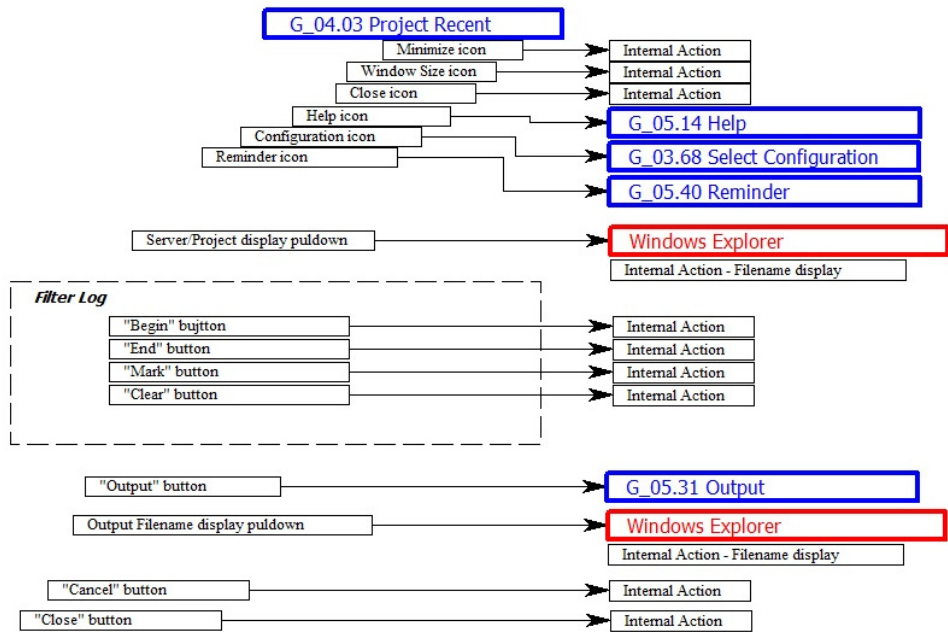 G_04.03 Project Recent
Minimize icon
Internal Action
Window Size icon
Internal Action
Close icon
Internal Action
Help icon
G_05.14 Help
Configuration icon
G_03.68 Select Configuration
Reminder icon
G_05.40 Reminder
Server/Project display puldown
Windows Explorer
Internal Action - Filename display
Filter Log
"Begin" bujtton
Internal Action
"End" button
Internal Action
"Mark" button
Internal Action
"Clear" button
Internal Action
"Output" button
G_05.31 Output
Output Filename display puldown
Windows Explorer
Internal Action - Filename display
"Cancel" button
Internal Action
"Close" button
Internal Action